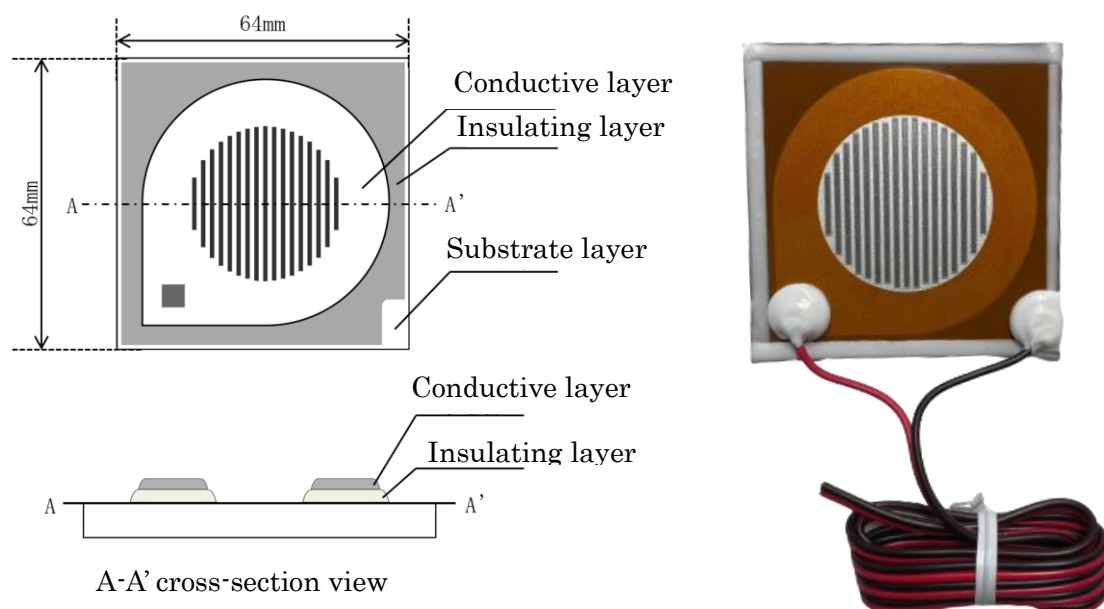 64mm
Conductive layer
Insulating layer
64mm
A
A'
Substrate layer
Conductive layer
Insulating layer
A
A'
A-A' cross-section view